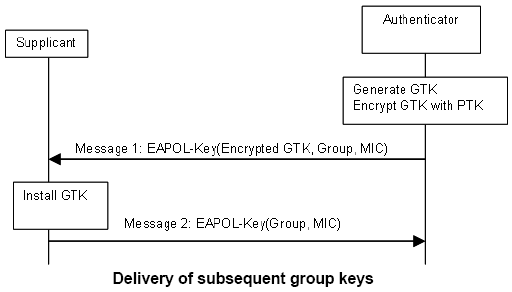 Supplicant
Authenticator
Generate GTK
Encrypt GTK with PTK
Message 1: EAPOL-Key(Encrypted GTK, Group, MIC)
Install GTK
Message 2: EAPOL-Key(Group, MIC)
Delivery of subsequent group keys